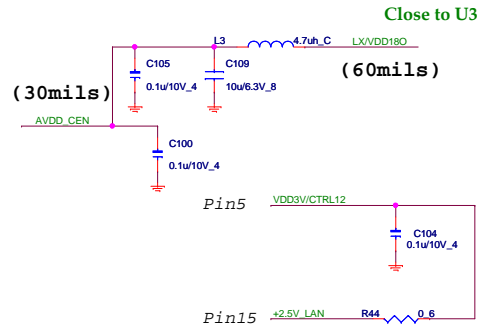 Close to U3
L3 4.7uh_C LX/VDD18O
C105 C109
(60mils)
0.1u/10V_4 10u/6.3V_8
(30mils)
AVDD_CEN
C100
0.1u/10V_4
Pin5 VDD3V/CTRL12
C104
0.1u/10V_4
Pin15 +2.5V_LAN R44 0_6